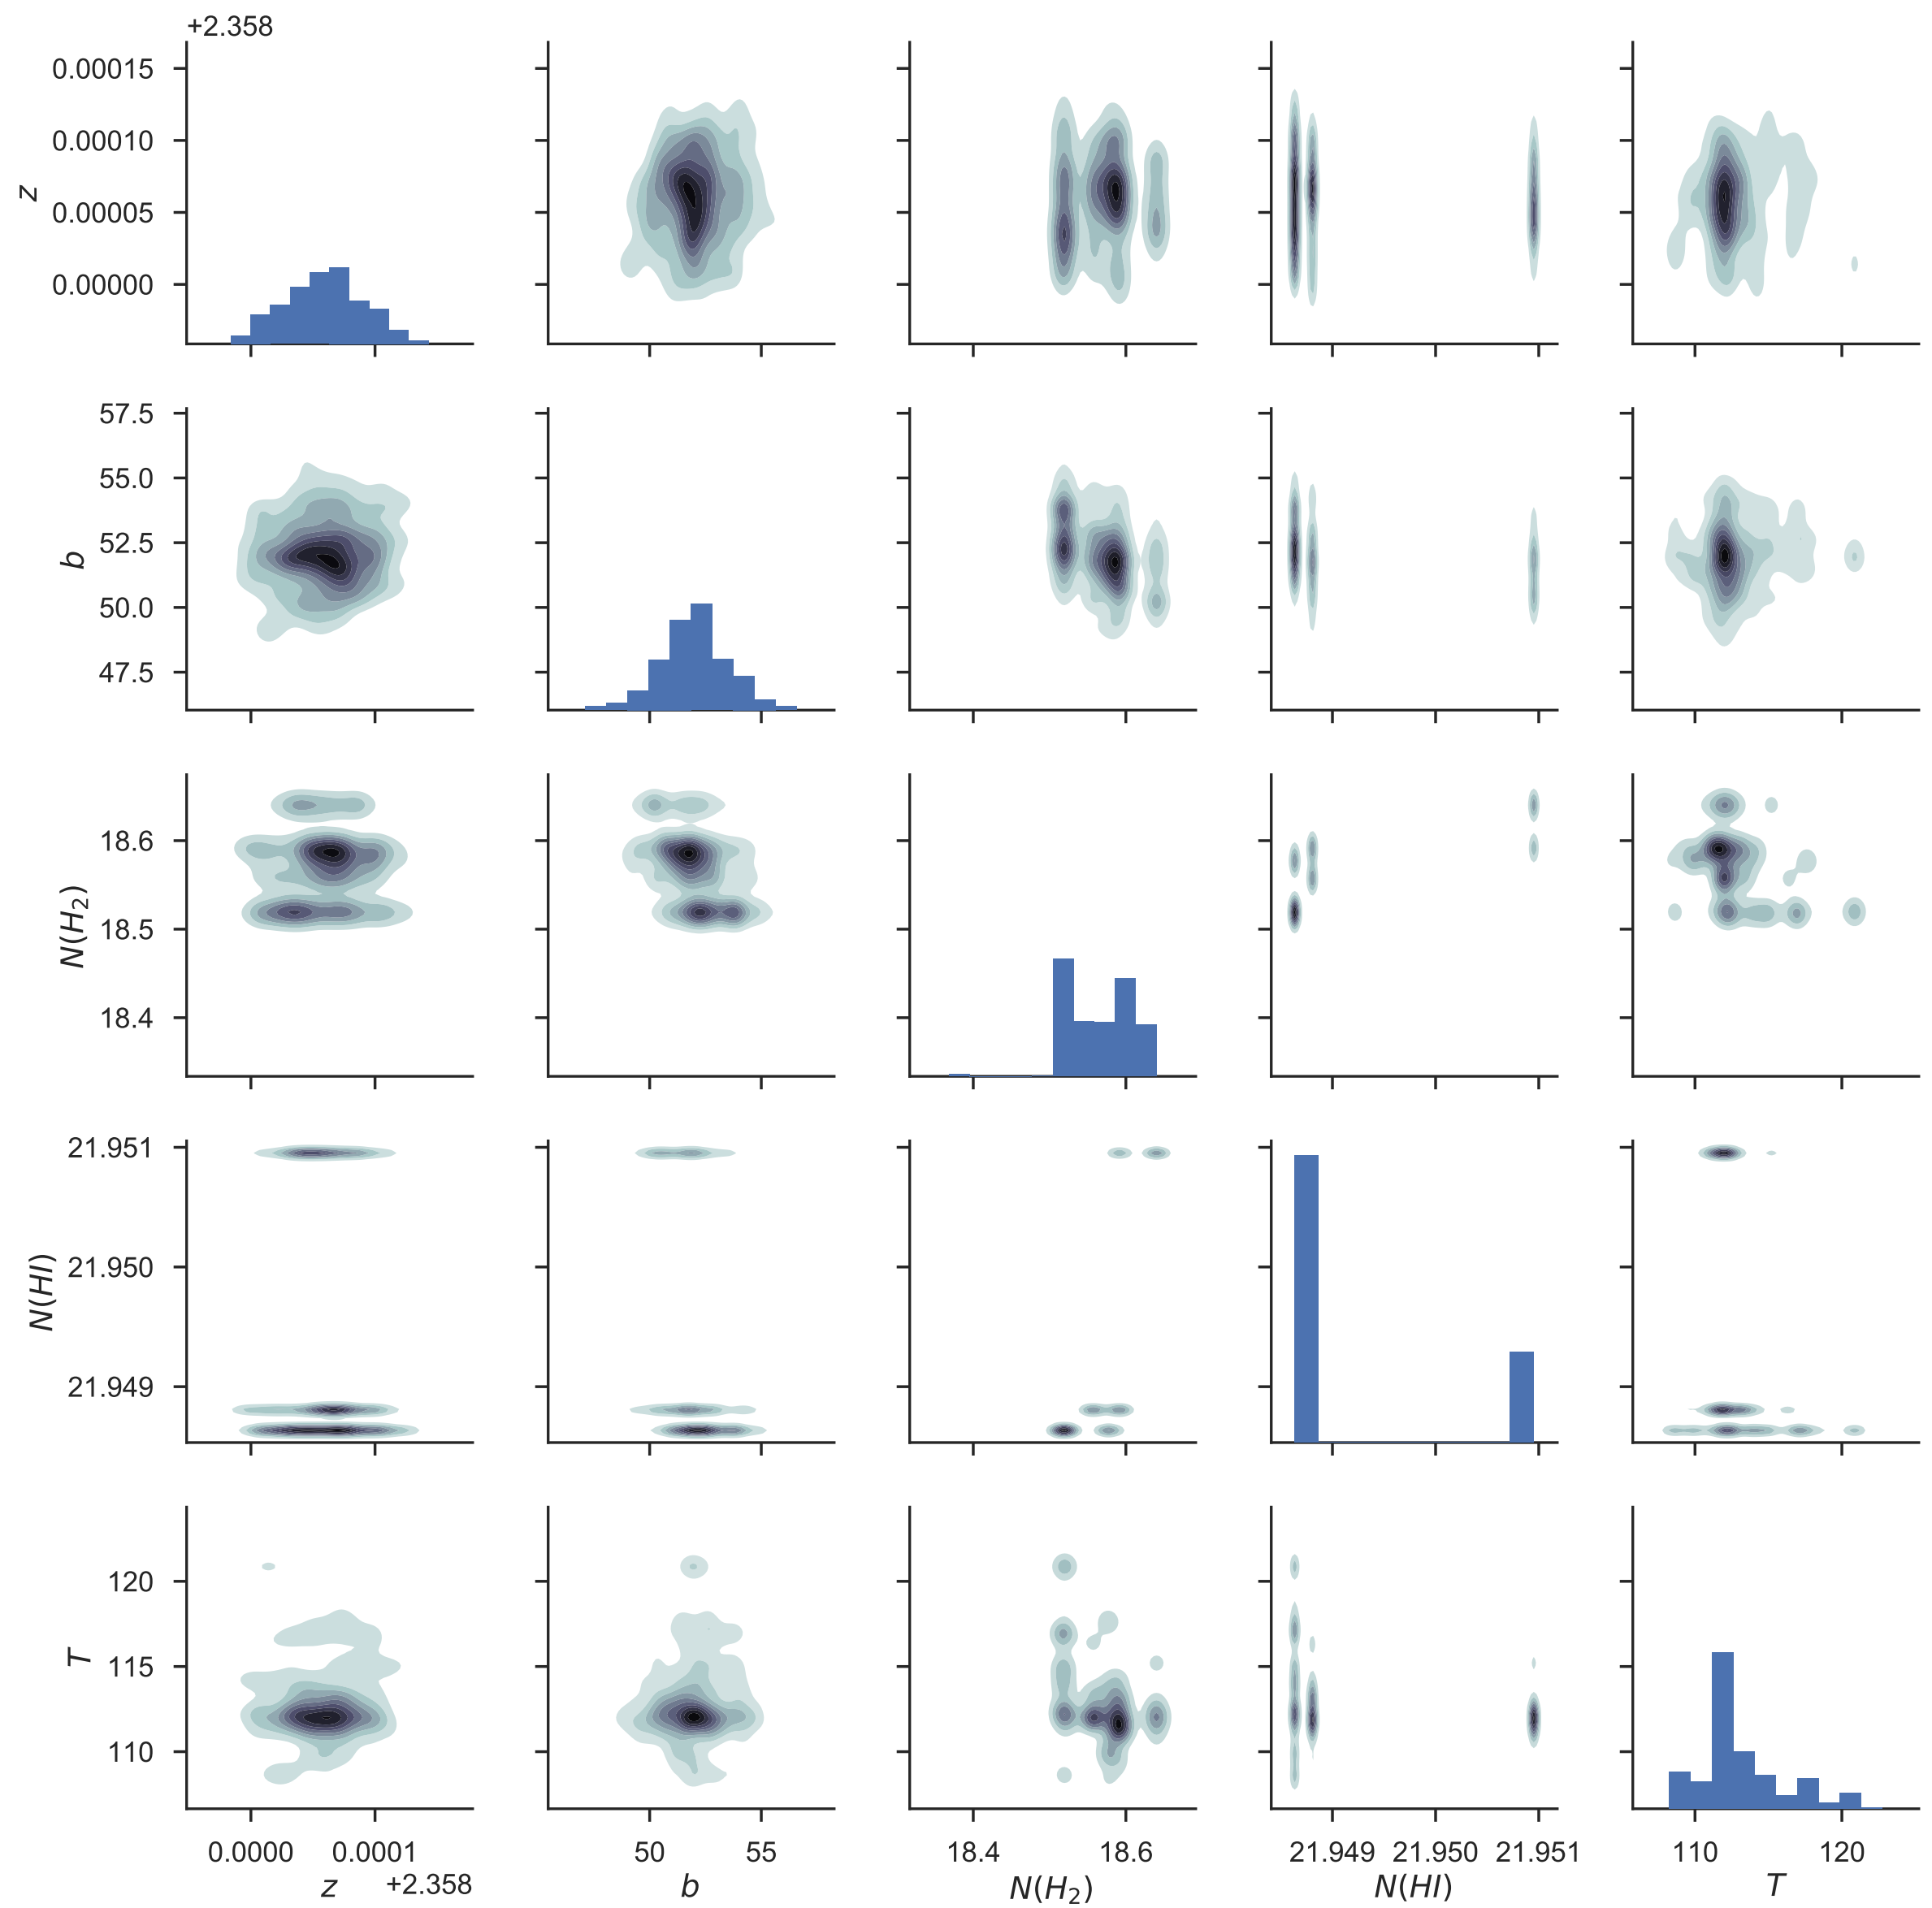 +2.358
0.00015
0.00010
0.00005
0.00000
z
57.5
55.0
52.5
50.0
47.5
b
18.6
18.5
18.4
N(H₂)
21.951
21.950
21.949
N(HI)
120
115
110
T
0.0000 0.0001
+2.358
z
50 55
b
18.4 18.6
N(H₂)
21.949 21.950 21.951
N(HI)
110 120
T